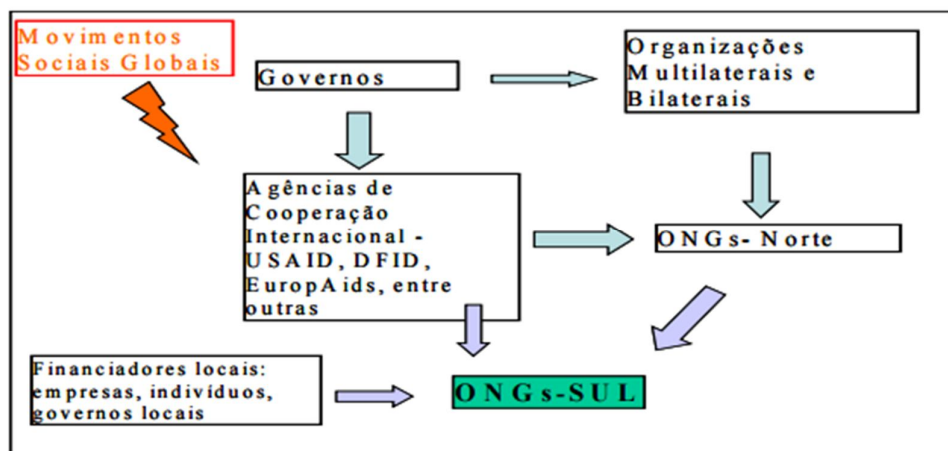 Movimentos
Sociais Globais
Governos
Organizações
Multilaterais e
Bilaterais
Agências de
Cooperação
Internacional -
USAID, DFID,
EuropAids, entre
outras
ONGs- Norte
Financiadores locais:
empresas, indivíduos,
governos locais
ONGs-SUL